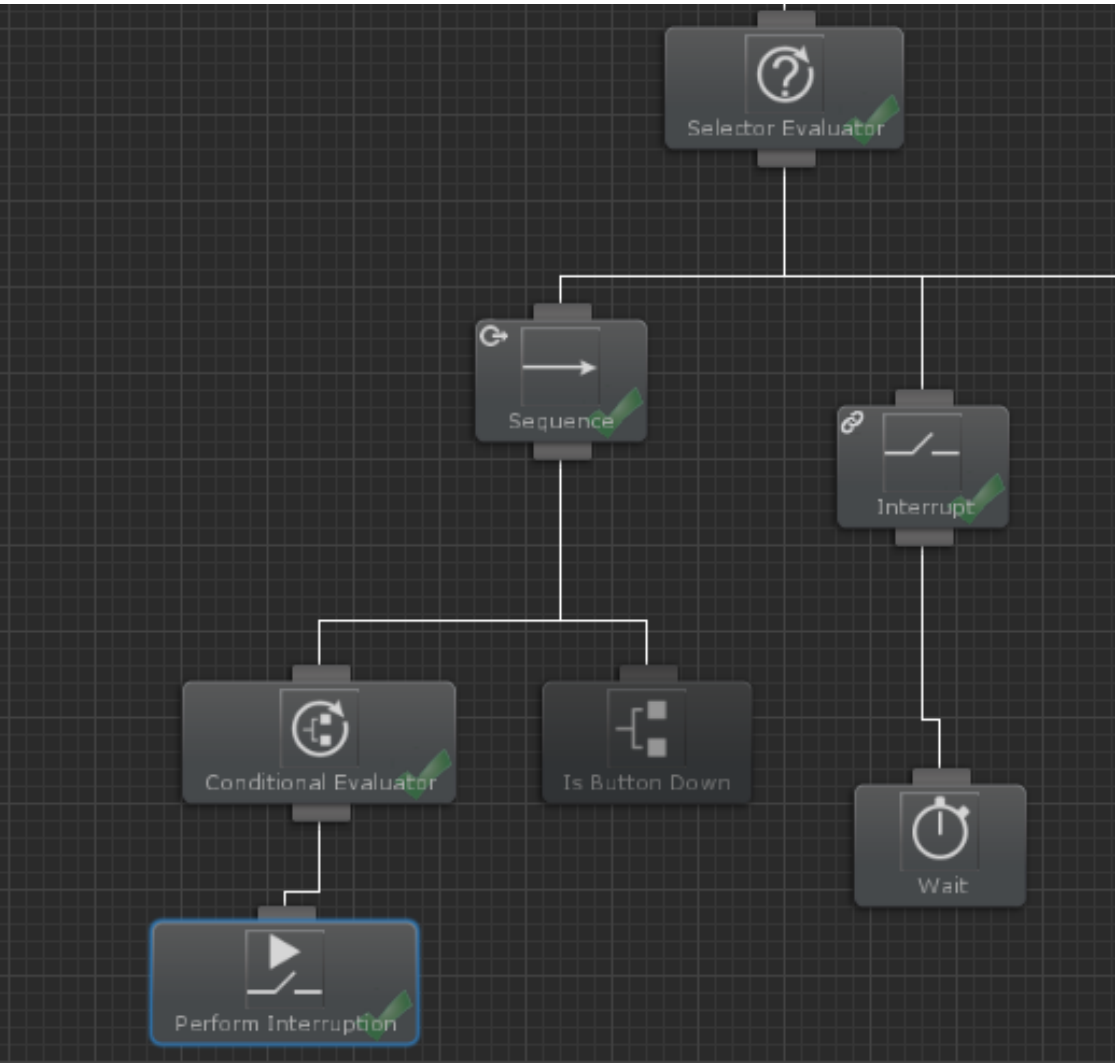 Selector Evaluator
Sequence
Interrupt
Conditional Evaluator
Is Button Down
Wait
Perform Interruption